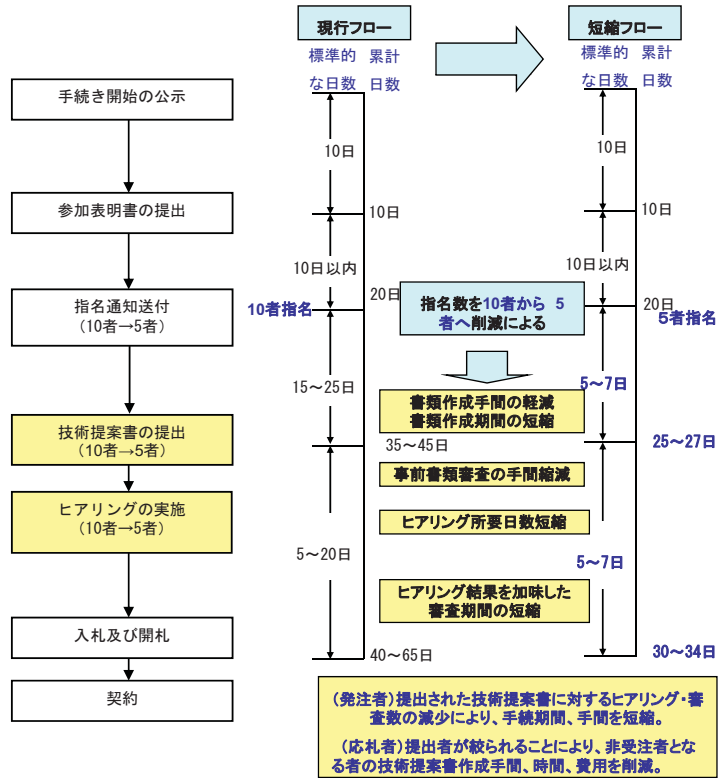 現行フロー
短縮フロー
標準的 累計
な日数 日数
標準的 累計
な日数 日数
手続き開始の公示
参加表明書の提出
指名通知送付
(10者→5者)
技術提案書の提出
(10者→5者)
ヒアリングの実施
(10者→5者)
入札及び開札
契約
10日
10日
10日以内
20日
10者指名
15～25日
35～45日
5～20日
40～65日
指名数を10者から 5
者へ削減による
書類作成手間の軽減
書類作成期間の短縮
事前書類審査の手間縮減
ヒアリング所要日数短縮
ヒアリング結果を加味した
審査期間の短縮
10日
10日
10日以内
20日
5者指名
5～7日
25～27日
5～7日
30～34日
(発注者)提出された技術提案書に対するヒアリング・審
査数の減少により、手続期間、手間を短縮。
(応札者)提出者が絞られることにより、非受注者とな
る者の技術提案書作成手間、時間、費用を削減。